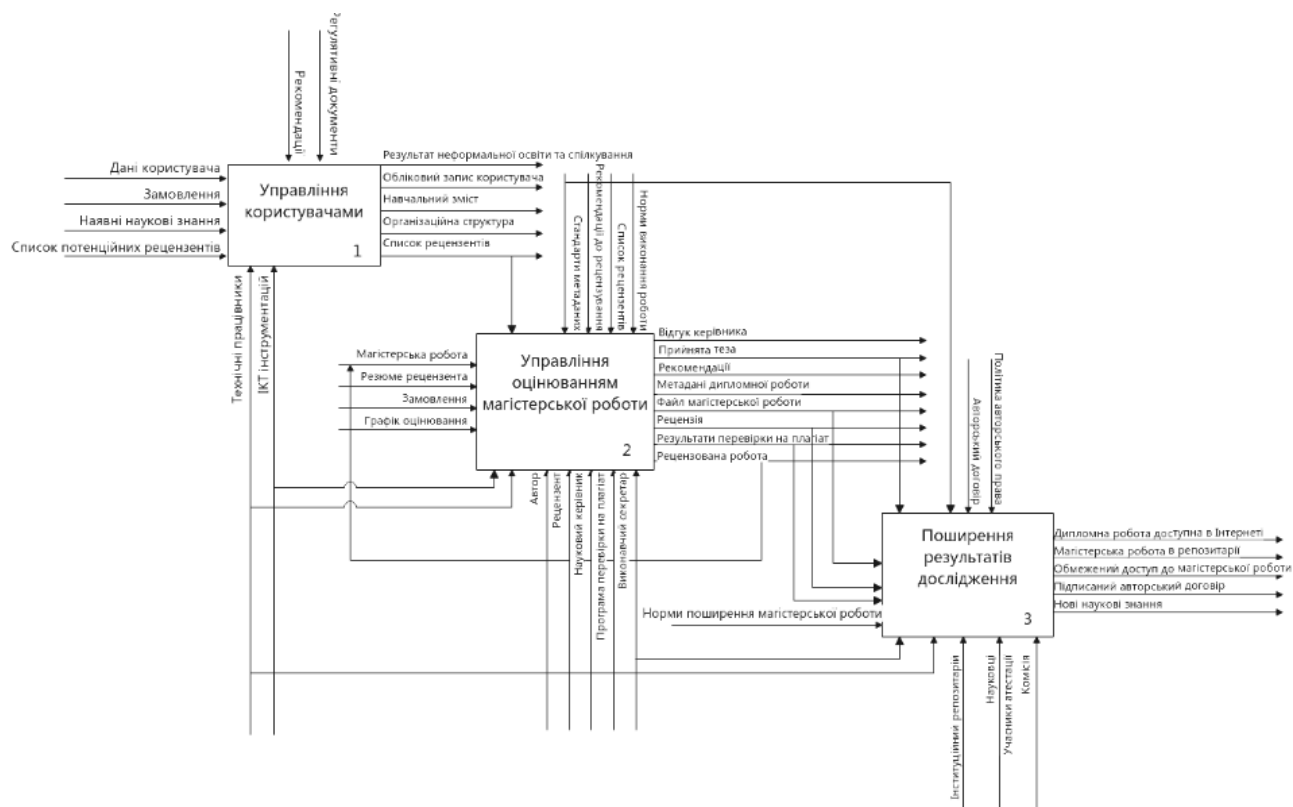 Рекомендації
Регулятивні документи
Дані користувача
Замовлення
Наявні наукові знання
Список потенційних рецензентів
Управління
користувачами
1
Результат неформальної освіти та спілкування
Обліковий запис користувача
Навчальний зміст
Організаційна структура
Список рецензентів
Технічні працівники
ІКТ інструментацій
Стандарти метаданих
Рекомендації до рецензування
Список рецензентів
Норми виконання роботи
Магістерська робота
Резюме рецензента
Замовлення
Графік оцінювання
Управління
оцінюванням
магістерської роботи
2
Відгук керівника
Прийнята теза
Рекомендації
Метадані дипломної роботи
Файл магістерської роботи
Рецензія
Результати перевірки на плагіат
Рецензована робота
Автор
Рецензент
Науковий керівник
Програма перевірки на плагіат
Виконавчий секретар
Авторський договір
Політика авторського права
Норми поширення магістерської роботи
Поширення
результатів
дослідження
3
Дипломна робота доступна в Інтернеті
Магістерська робота в репозитарії
Обмежений доступ до магістерської роботи
Підписаний авторський договір
Нові наукові знання
Інституційний репозитарій
Науковці
Учасники атестації
Комісія